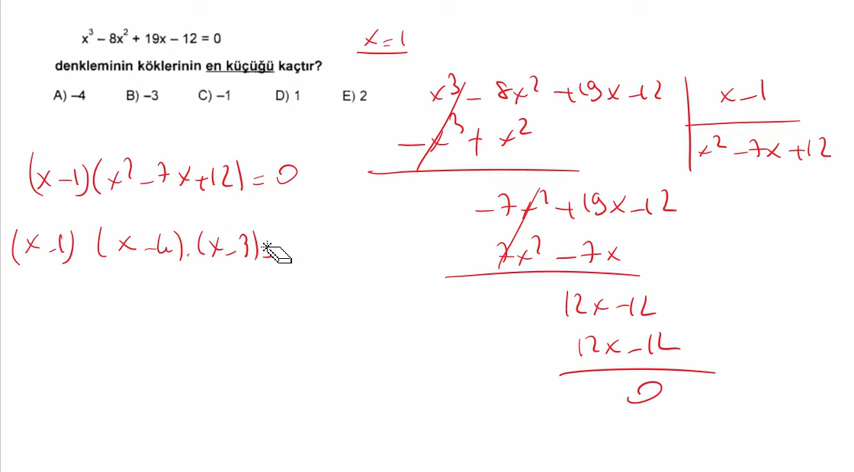 x³ – 8x² + 19x – 12 = 0
denkleminin köklerinin en küçüğü kaçtır?
A) –4 B) –3 C) –1 D) 1 E) 2
x=1
x³ – 8x² + 19x – 12 | x – 1
– x³ + x² | x² – 7x + 12
– 7x² + 19x – 12
7x² – 7x
12x – 12
12x – 12
0
(x – 1)(x² – 7x + 12) = 0
(x – 1) (x – 4).(x – 3) =